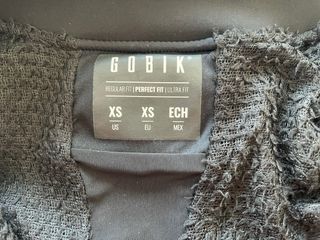 GOBIK
REGULAR FIT | PERFECT FIT | ULTRA FIT
XS XS ECH
US EU MEX